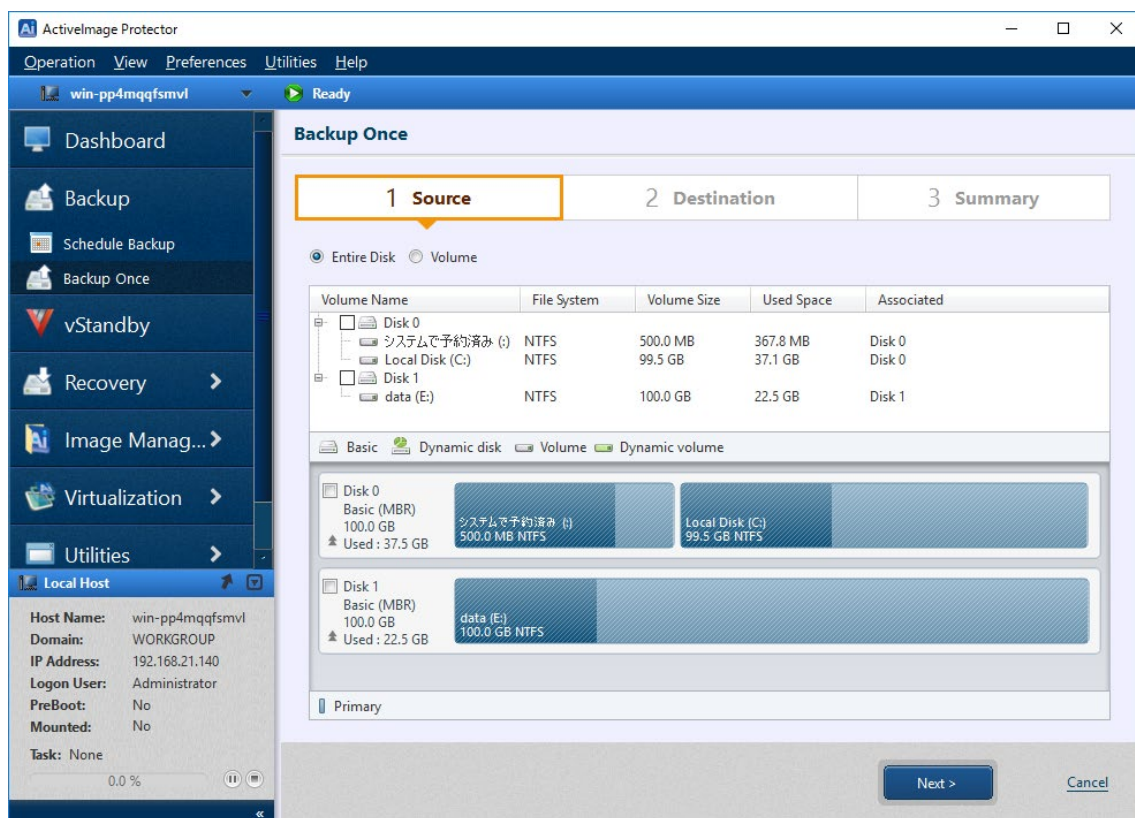 Ai ActiveImage Protector
Operation View Preferences Utilities Help
win-pp4mqqfsmvl Ready
Dashboard
Backup
Schedule Backup
Backup Once
vStandby
Recovery >
Ai Image Manag... >
Virtualization >
Utilities >
Local Host
Host Name: win-pp4mqqfsmvl
Domain: WORKGROUP
IP Address: 192.168.21.140
Logon User: Administrator
PreBoot: No
Mounted: No
Task: None
0.0 %
«
Backup Once
1 Source 2 Destination 3 Summary
Entire Disk Volume
Volume Name File System Volume Size Used Space Associated
Disk 0
システムで予約済み (:) NTFS 500.0 MB 367.8 MB Disk 0
Local Disk (C:) NTFS 99.5 GB 37.1 GB Disk 0
Disk 1
data (E:) NTFS 100.0 GB 22.5 GB Disk 1
Basic Dynamic disk Volume Dynamic volume
Disk 0
Basic (MBR)
100.0 GB
Used : 37.5 GB
システムで予約済み (:)
500.0 MB NTFS
Local Disk (C:)
99.5 GB NTFS
Disk 1
Basic (MBR)
100.0 GB
Used : 22.5 GB
data (E:)
100.0 GB NTFS
Primary
Next >
Cancel